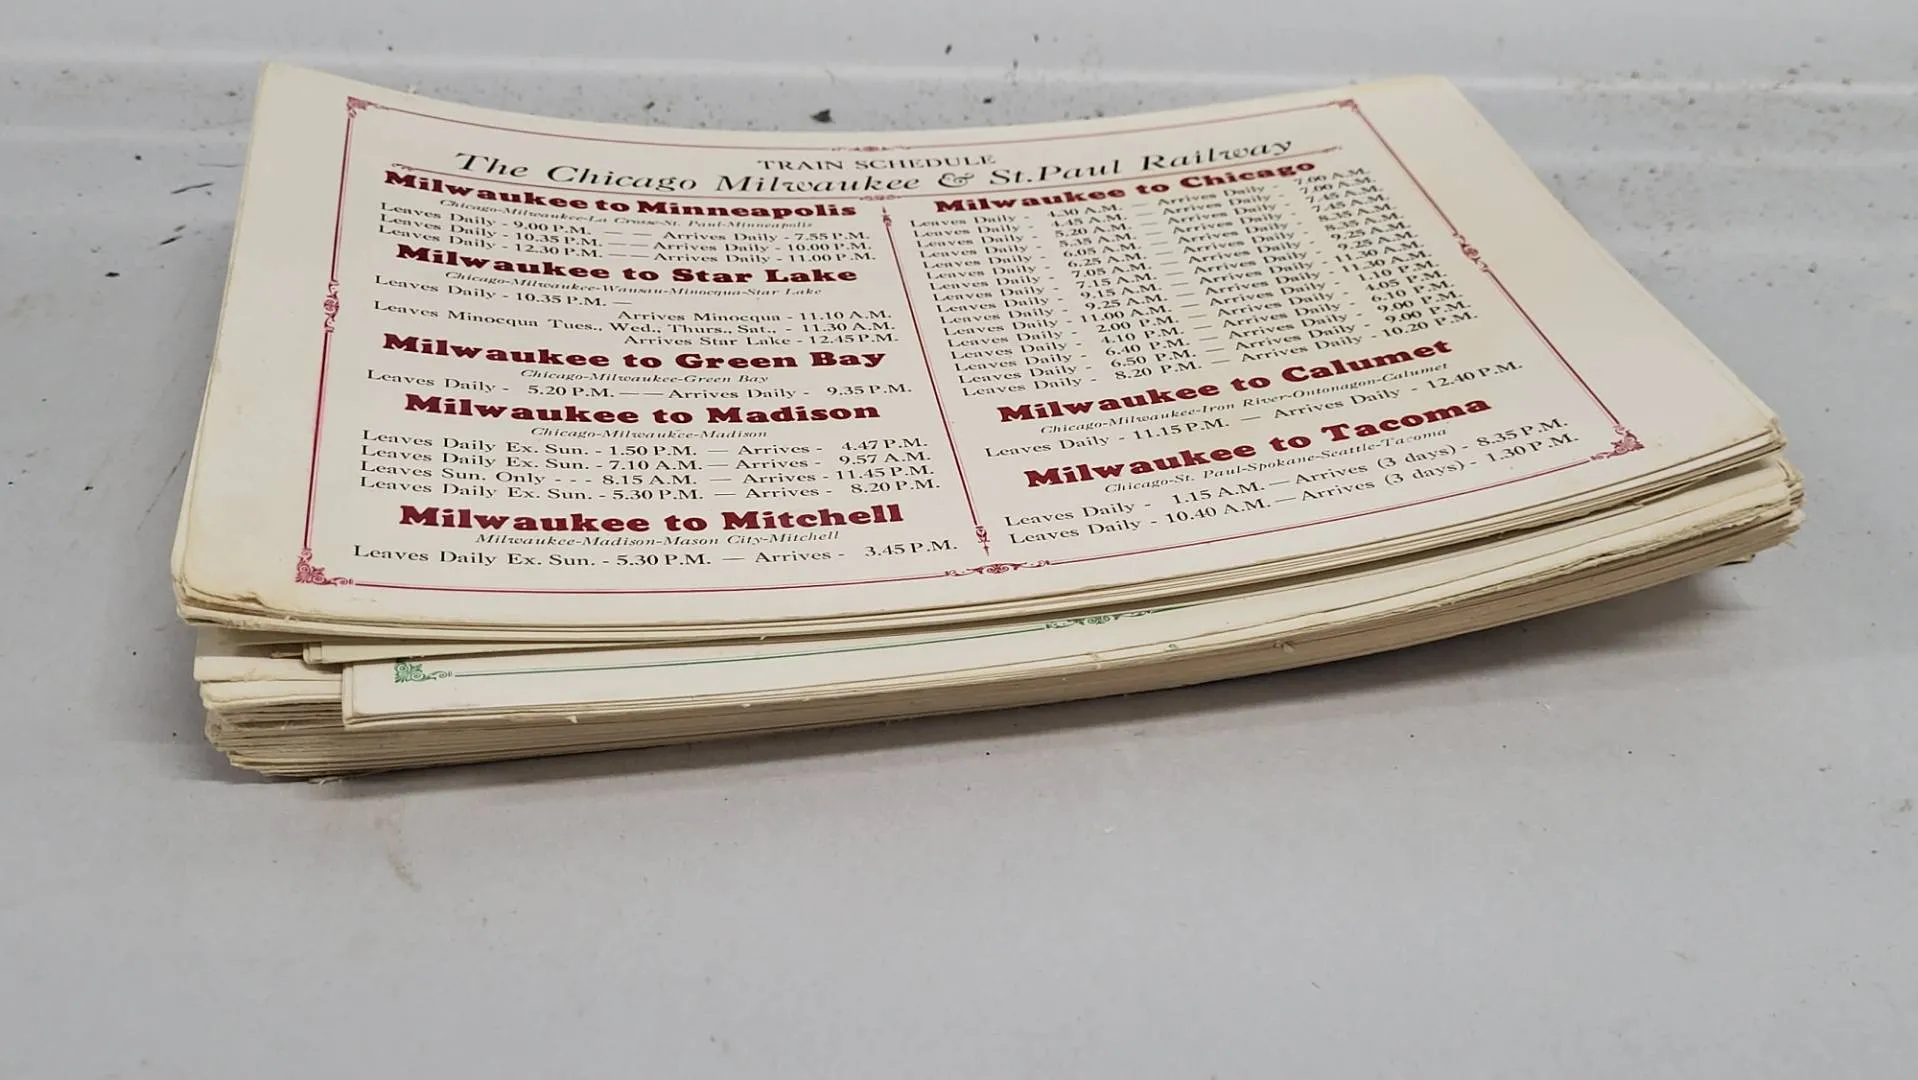 TRAIN SCHEDULE
The Chicago Milwaukee & St.Paul Railway
Milwaukee to Minneapolis
Chicago-Milwaukee-La Crosse-St. Paul-Minneapolis
Leaves Daily - 9.00 P.M. — — Arrives Daily - 7.55 P.M.
Leaves Daily - 10.35 P.M. — — Arrives Daily - 10.00 P.M.
Leaves Daily - 12.30 P.M. — — Arrives Daily - 11.00 P.M.
Milwaukee to Star Lake
Chicago-Milwaukee-Wausau-Minocqua-Star Lake
Leaves Daily - 10.35 P.M. —
Arrives Minocqua - 11.10 A.M.
Leaves Minocqua Tues., Wed., Thurs., Sat., - 11.30 A.M.
Arrives Star Lake - 12.45 P.M.
Milwaukee to Green Bay
Chicago-Milwaukee-Green Bay
Leaves Daily - 5.20 P.M. — — Arrives Daily - 9.35 P.M.
Milwaukee to Madison
Chicago-Milwaukee-Madison
Leaves Daily Ex. Sun. - 1.50 P.M. — Arrives - 4.47 P.M.
Leaves Daily Ex. Sun. - 7.10 A.M. — Arrives - 9.57 A.M.
Leaves Sun. Only - - - 8.15 A.M. — Arrives - 11.45 P.M.
Leaves Daily Ex. Sun. - 5.30 P.M. — Arrives - 8.20 P.M.
Milwaukee to Mitchell
Milwaukee-Madison-Mason City-Mitchell
Leaves Daily Ex. Sun. - 5.30 P.M. — Arrives - 3.45 P.M.
Milwaukee to Chicago
Leaves Daily - 4.30 A.M. — Arrives Daily - 7.00 A.M.
Leaves Daily - 4.45 A.M. — Arrives Daily - 7.00 A.M.
Leaves Daily - 5.20 A.M. — Arrives Daily - 7.45 A.M.
Leaves Daily - 5.35 A.M. — Arrives Daily - 7.45 A.M.
Leaves Daily - 6.05 A.M. — Arrives Daily - 8.35 A.M.
Leaves Daily - 6.25 A.M. — Arrives Daily - 8.35 A.M.
Leaves Daily - 7.05 A.M. — Arrives Daily - 9.25 A.M.
Leaves Daily - 7.15 A.M. — Arrives Daily - 9.25 A.M.
Leaves Daily - 9.15 A.M. — Arrives Daily - 11.30 A.M.
Leaves Daily - 9.25 A.M. — Arrives Daily - 11.30 A.M.
Leaves Daily - 11.00 A.M. — Arrives Daily - 1.10 P.M.
Leaves Daily - 2.00 P.M. — Arrives Daily - 4.05 P.M.
Leaves Daily - 4.10 P.M. — Arrives Daily - 6.10 P.M.
Leaves Daily - 6.40 P.M. — Arrives Daily - 9.00 P.M.
Leaves Daily - 6.50 P.M. — Arrives Daily - 9.00 P.M.
Leaves Daily - 8.20 P.M. — Arrives Daily - 10.20 P.M.
Milwaukee to Calumet
Chicago-Milwaukee-Iron River-Ontonagon-Calumet
Leaves Daily - 11.15 P.M. — Arrives Daily - 12.40 P.M.
Milwaukee to Tacoma
Chicago-St. Paul-Spokane-Seattle-Tacoma
Leaves Daily - 1.15 A.M. — Arrives (3 days) - 8.35 P.M.
Leaves Daily - 10.40 A.M. — Arrives (3 days) - 1.30 P.M.